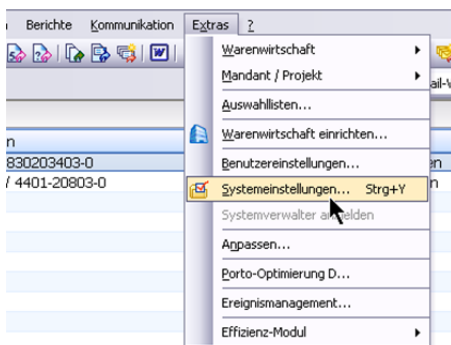 Berichte Kommunikation Extras ?
Warenwirtschaft
Mandant / Projekt
ail-
Auswahllisten...
Warenwirtschaft einrichten...
n
830203403-0
en
Benutzereinstellungen...
/ 4401-20803-0
n
Systemeinstellungen... Strg+Y
Systemverwalter anmelden
Anpassen...
Porto-Optimierung D...
Ereignismanagement...
Effizienz-Modul